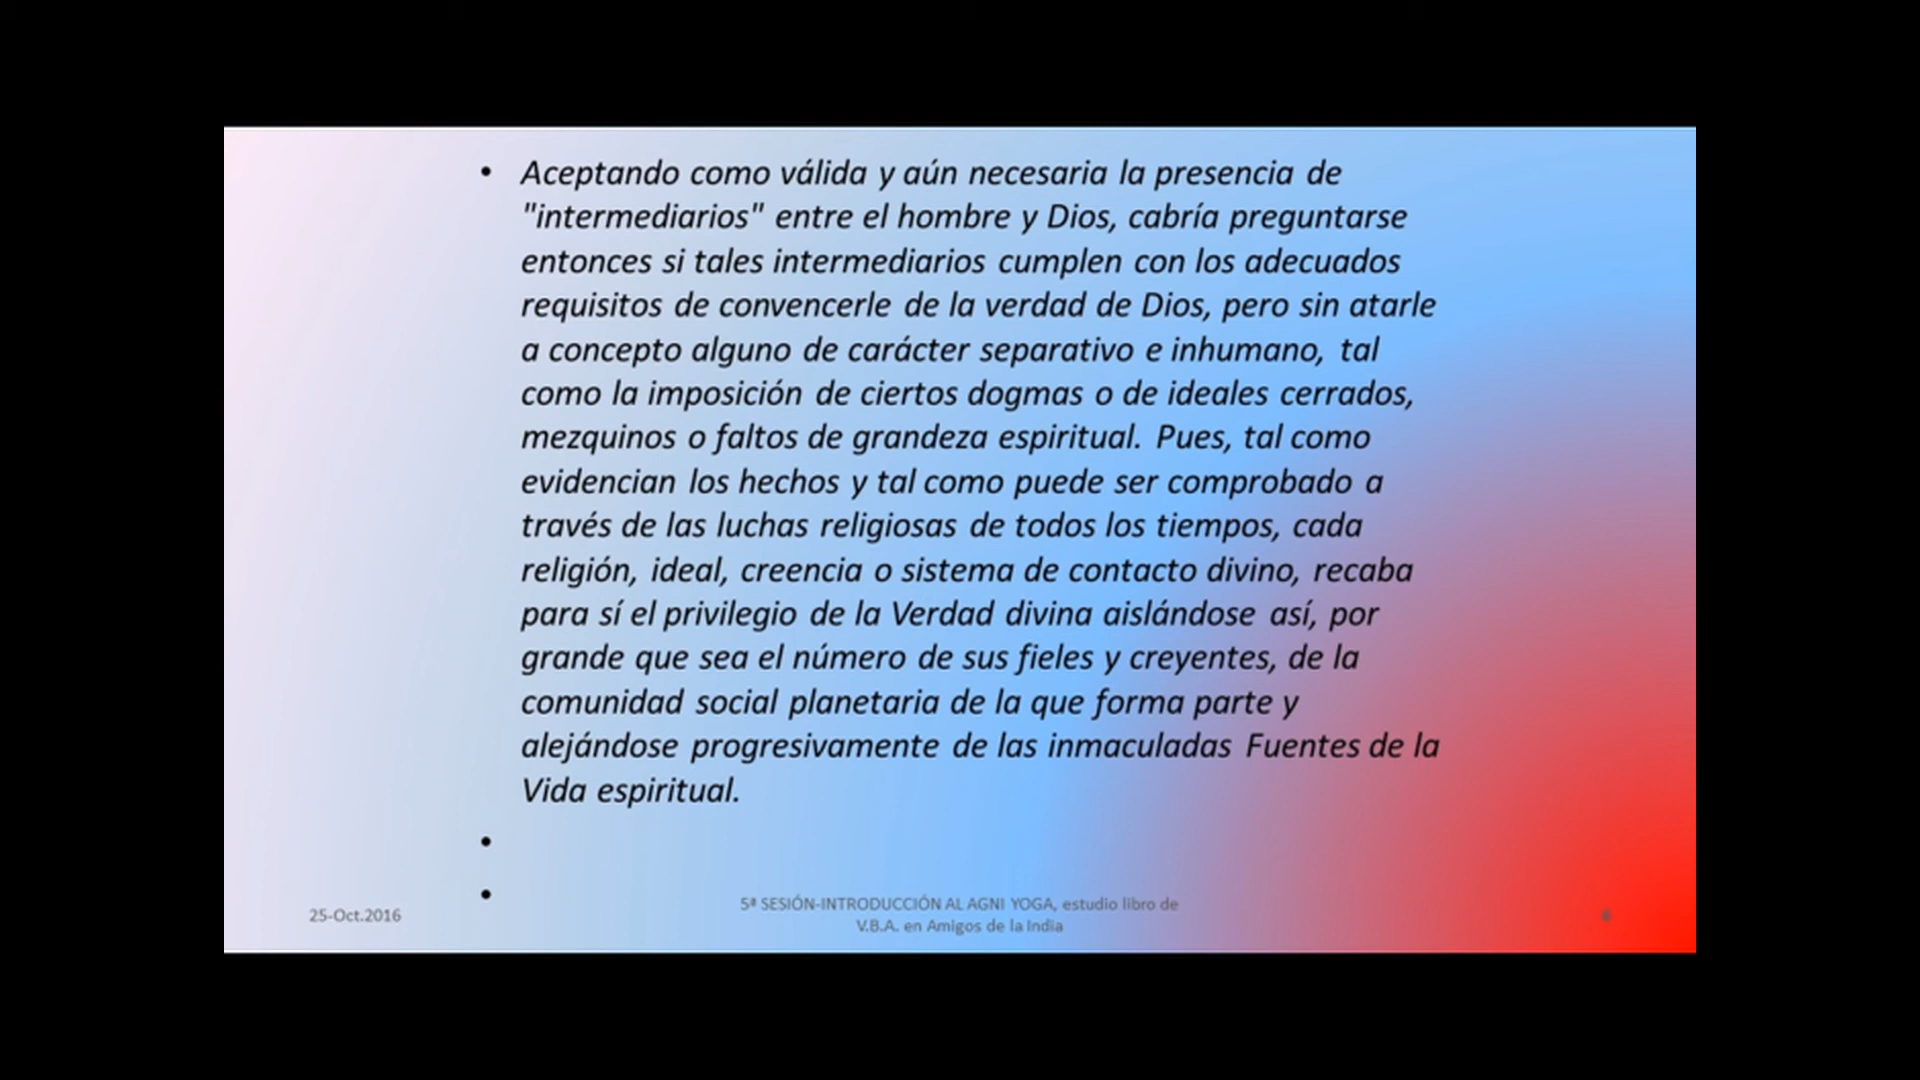 • Aceptando como válida y aún necesaria la presencia de
"intermediarios" entre el hombre y Dios, cabría preguntarse
entonces si tales intermediarios cumplen con los adecuados
requisitos de convencerle de la verdad de Dios, pero sin atarle
a concepto alguno de carácter separativo e inhumano, tal
como la imposición de ciertos dogmas o de ideales cerrados,
mezquinos o faltos de grandeza espiritual. Pues, tal como
evidencian los hechos y tal como puede ser comprobado a
través de las luchas religiosas de todos los tiempos, cada
religión, ideal, creencia o sistema de contacto divino, recaba
para sí el privilegio de la Verdad divina aislándose así, por
grande que sea el número de sus fieles y creyentes, de la
comunidad social planetaria de la que forma parte y
alejándose progresivamente de las inmaculadas Fuentes de la
Vida espiritual.
•
•
25-Oct.2016
5ª SESIÓN-INTRODUCCIÓN AL AGNI YOGA, estudio libro de
V.B.A. en Amigos de la India